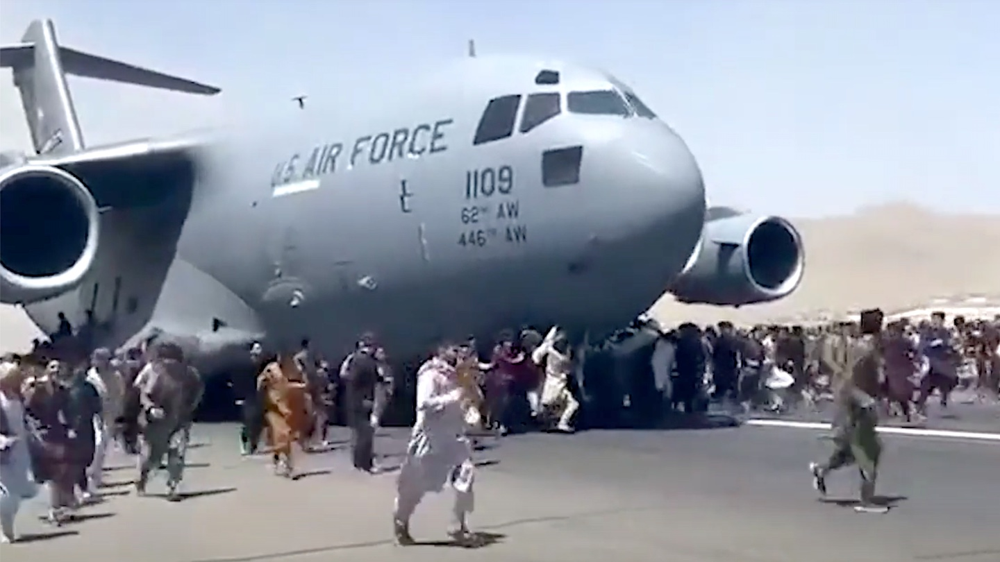 U.S. AIR FORCE
1109
62ND AW
446TH AW